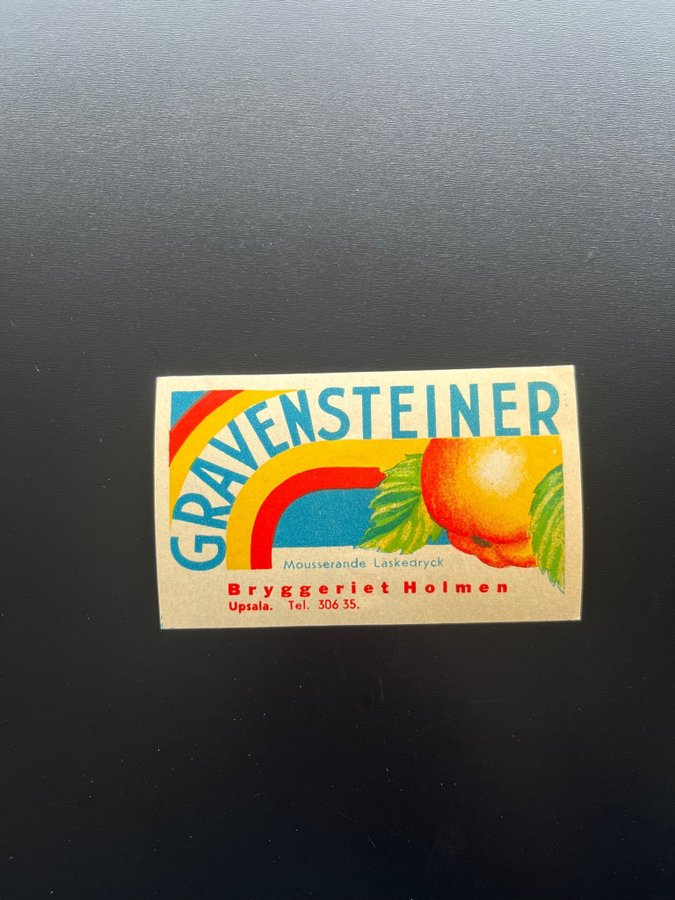 GRAVENSTEINER
Mousserande Läskedryck
Bryggeriet Holmen
Upsala. Tel. 306 35.